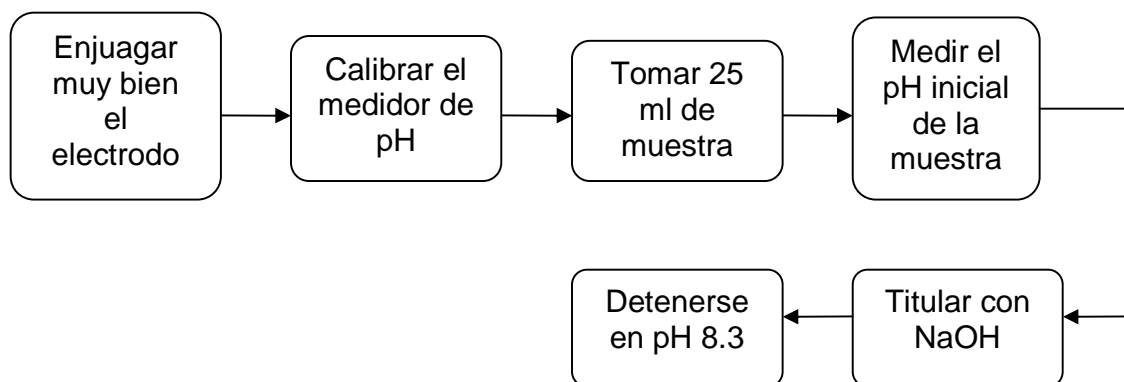 Enjuagar
muy bien
el
electrodo
Calibrar el
medidor de
pH
Tomar 25
ml de
muestra
Medir el
pH inicial
de la
muestra
Titular con
NaOH
Detenerse
en pH 8.3